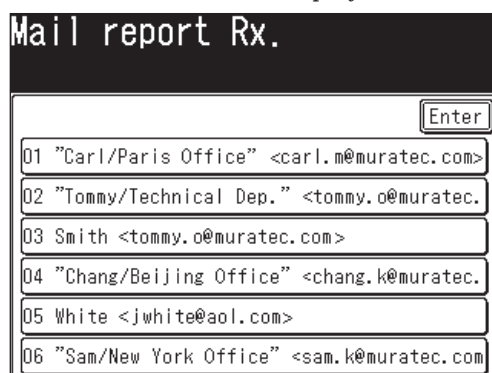 Mail report Rx.
Enter
01 "Carl/Paris Office" <carl.m@muratec.com>
02 "Tommy/Technical Dep." <tommy.o@muratec.
03 Smith <tommy.o@muratec.com>
04 "Chang/Beijing Office" <chang.k@muratec.
05 White <jwhite@aol.com>
06 "Sam/New York Office" <sam.k@muratec.com